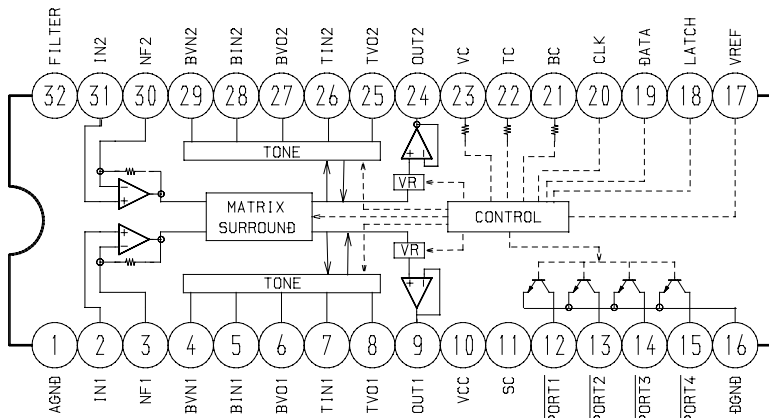 FILTER IN2 NF2 BVN2 BIN2 BVO2 TIN2 TVO2 OUT2 VC TC BC CLK DATA LATCH VREF
32 31 30 29 28 27 26 25 24 23 22 21 20 19 18 17
TONE
VR
MATRIX
SURROUND
CONTROL
VR
TONE
1 2 3 4 5 6 7 8 9 10 11 12 13 14 15 16
AGND IN1 NF1 BVN1 BIN1 BVO1 TIN1 TVO1 OUT1 VCC SC PORT1 PORT2 PORT3 PORT4 DGND